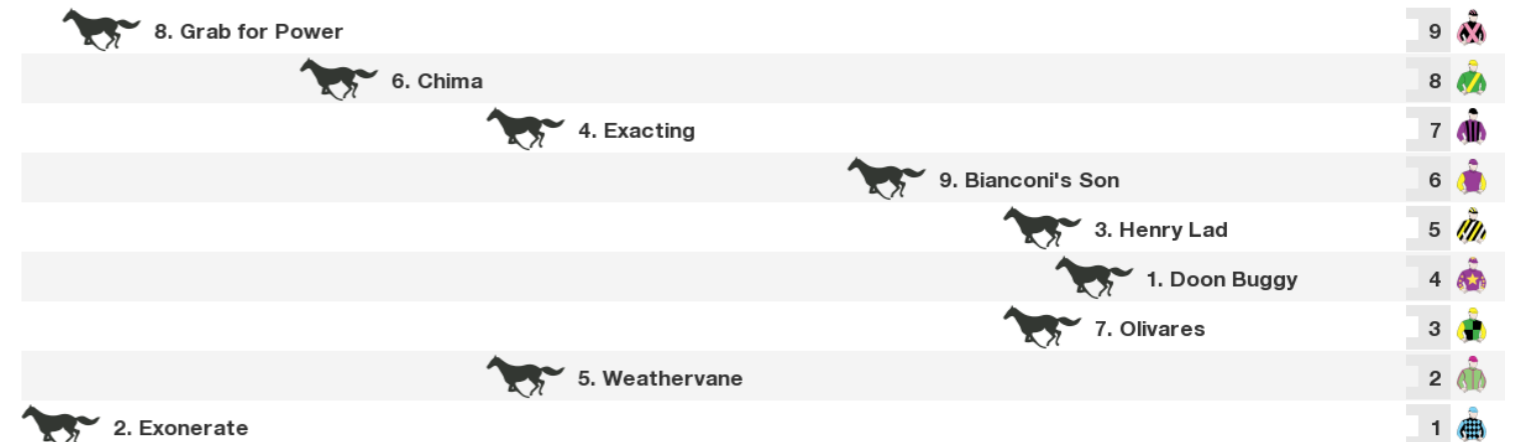 8. Grab for Power 9
6. Chima 8
4. Exacting 7
9. Bianconi's Son 6
3. Henry Lad 5
1. Doon Buggy 4
7. Olivares 3
5. Weathervane 2
2. Exonerate 1